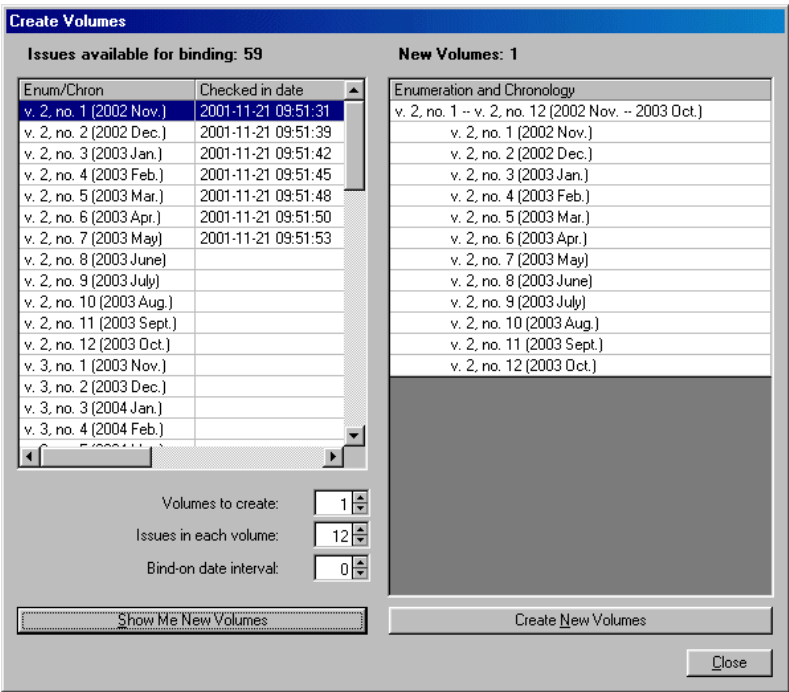 Create Volumes
Issues available for binding: 59
Enum/Chron Checked in date
v. 2, no. 1 (2002 Nov.) 2001-11-21 09:51:31
v. 2, no. 2 (2002 Dec.) 2001-11-21 09:51:39
v. 2, no. 3 (2003 Jan.) 2001-11-21 09:51:42
v. 2, no. 4 (2003 Feb.) 2001-11-21 09:51:45
v. 2, no. 5 (2003 Mar.) 2001-11-21 09:51:48
v. 2, no. 6 (2003 Apr.) 2001-11-21 09:51:50
v. 2, no. 7 (2003 May) 2001-11-21 09:51:53
v. 2, no. 8 (2003 June)
v. 2, no. 9 (2003 July)
v. 2, no. 10 (2003 Aug.)
v. 2, no. 11 (2003 Sept.)
v. 2, no. 12 (2003 Oct.)
v. 3, no. 1 (2003 Nov.)
v. 3, no. 2 (2003 Dec.)
v. 3, no. 3 (2004 Jan.)
v. 3, no. 4 (2004 Feb.)
Volumes to create: 1
Issues in each volume: 12
Bind-on date interval: 0
Show Me New Volumes
New Volumes: 1
Enumeration and Chronology
v. 2, no. 1 -- v. 2, no. 12 (2002 Nov. -- 2003 Oct.)
v. 2, no. 1 (2002 Nov.)
v. 2, no. 2 (2002 Dec.)
v. 2, no. 3 (2003 Jan.)
v. 2, no. 4 (2003 Feb.)
v. 2, no. 5 (2003 Mar.)
v. 2, no. 6 (2003 Apr.)
v. 2, no. 7 (2003 May)
v. 2, no. 8 (2003 June)
v. 2, no. 9 (2003 July)
v. 2, no. 10 (2003 Aug.)
v. 2, no. 11 (2003 Sept.)
v. 2, no. 12 (2003 Oct.)
Create New Volumes
Close